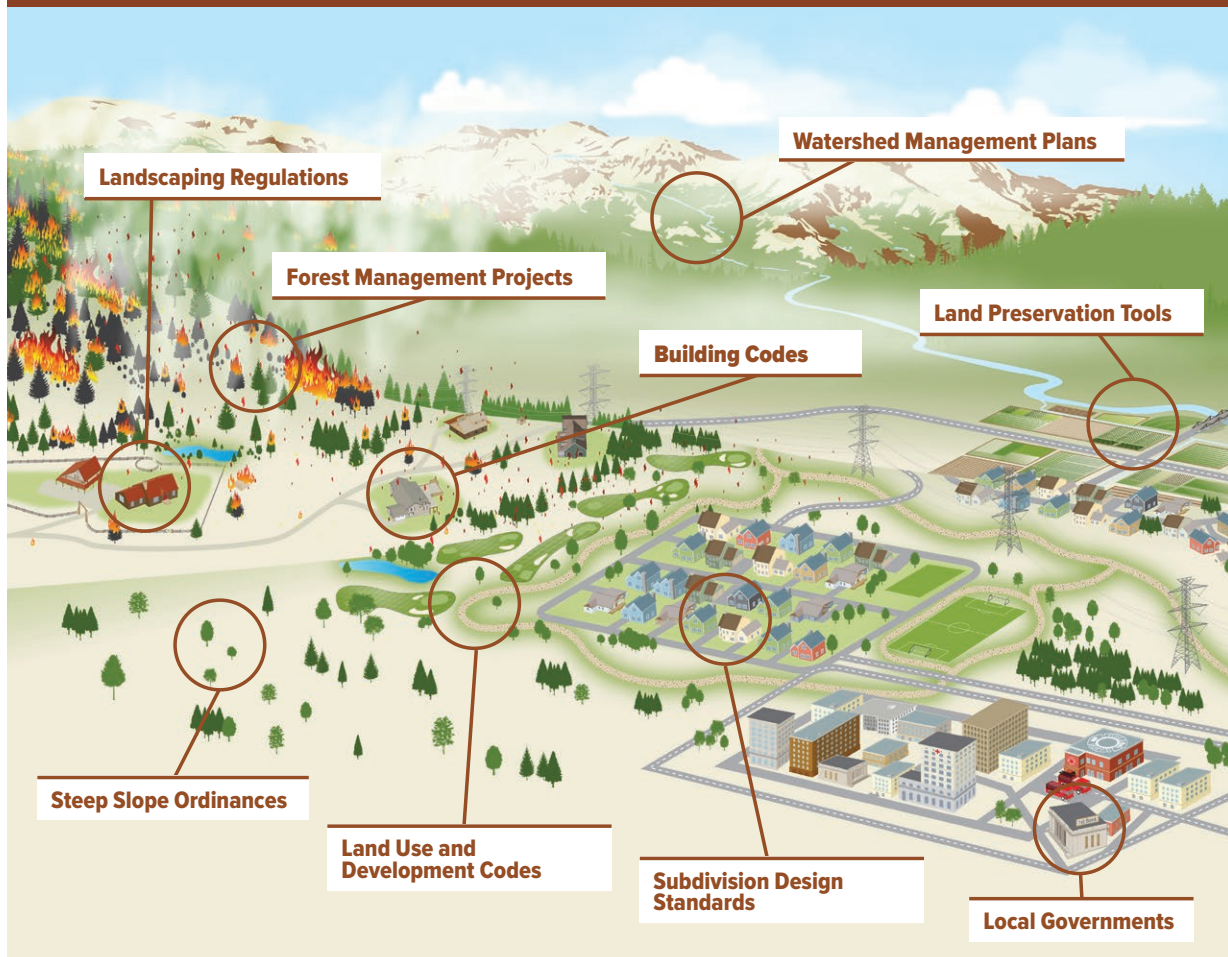 Watershed Management Plans
Landscaping Regulations
Forest Management Projects
Land Preservation Tools
Building Codes
Steep Slope Ordinances
Land Use and
Development Codes
Subdivision Design
Standards
Local Governments